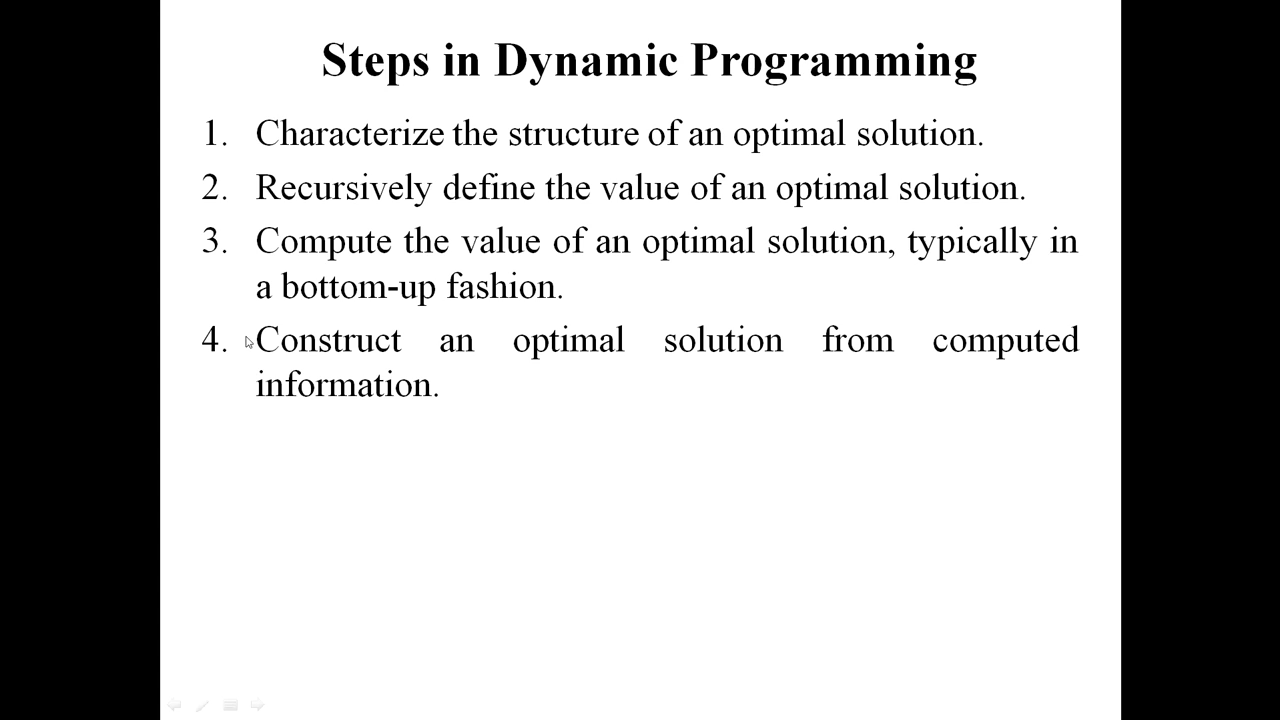 Steps in Dynamic Programming
1. Characterize the structure of an optimal solution.
2. Recursively define the value of an optimal solution.
3. Compute the value of an optimal solution, typically in
a bottom-up fashion.
4. Construct an optimal solution from computed
information.